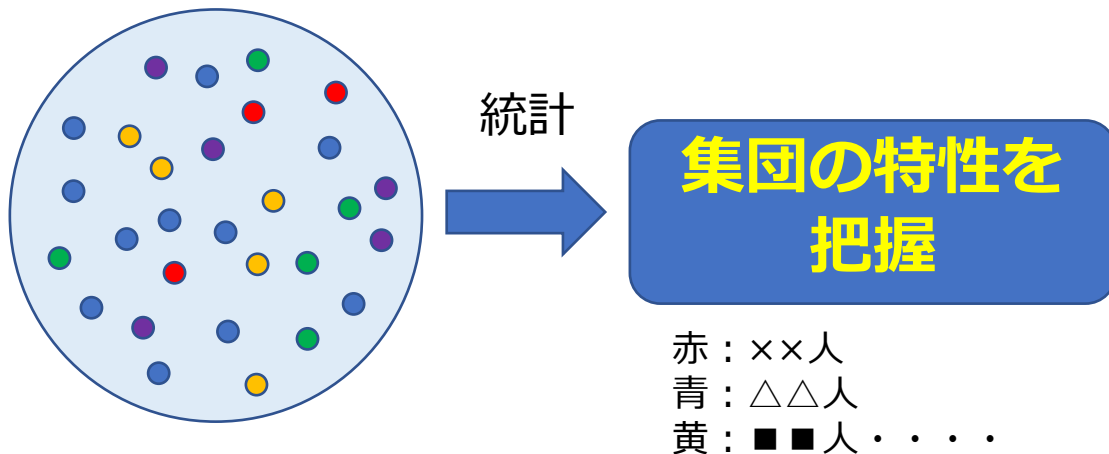 統計
集団の特性を
把握
赤：××人
青：△△人
黄：■■人・・・・